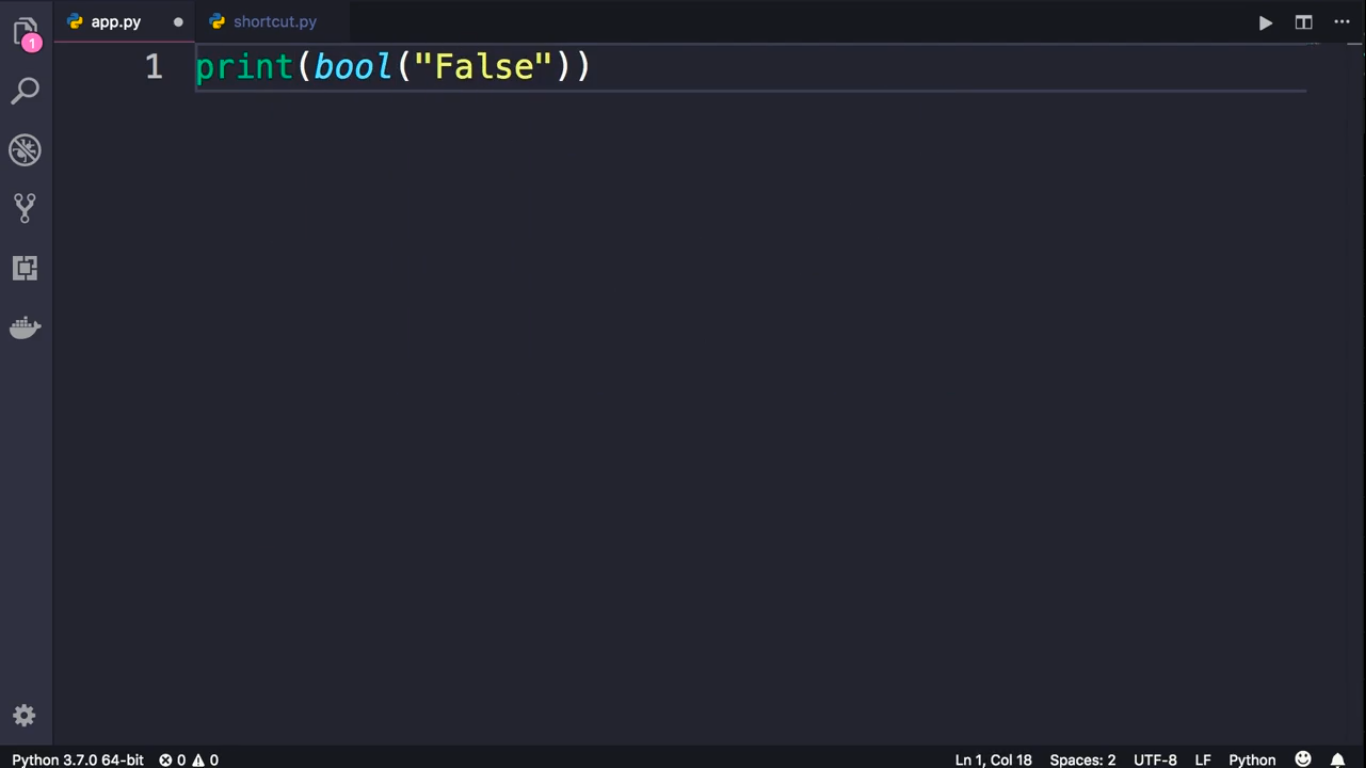 app.py
shortcut.py
1
1 print(bool("False"))
Python 3.7.0 64-bit 0 0 Ln 1, Col 18 Spaces: 2 UTF-8 LF Python